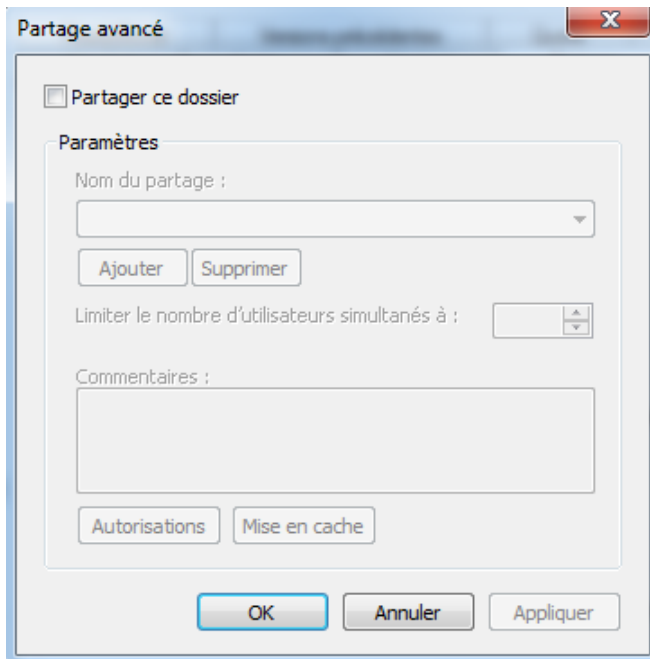 Partage avancé
Partager ce dossier
Paramètres
Nom du partage :
Ajouter Supprimer
Limiter le nombre d'utilisateurs simultanés à :
Commentaires :
Autorisations Mise en cache
OK Annuler Appliquer